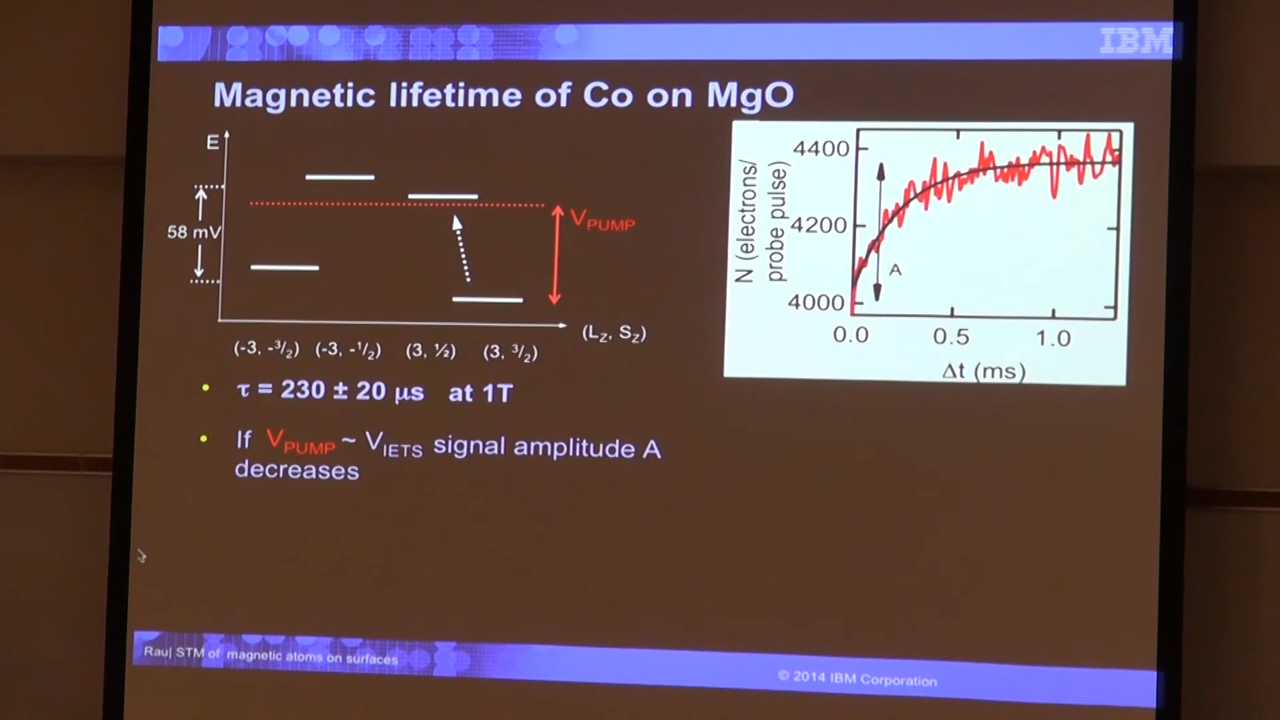 IBM
Magnetic lifetime of Co on MgO
E
58 mV
V_PUMP
(L_Z, S_Z)
(-3, -³/₂) (-3, -¹/₂) (3, ½) (3, ³/₂)
N (electrons/
probe pulse)
4400
4200
4000
A
0.0 0.5 1.0
Δt (ms)
• τ = 230 ± 20 µs at 1T
• If V_PUMP ~ V_IETS signal amplitude A
decreases
Rau| STM of magnetic atoms on surfaces
© 2014 IBM Corporation